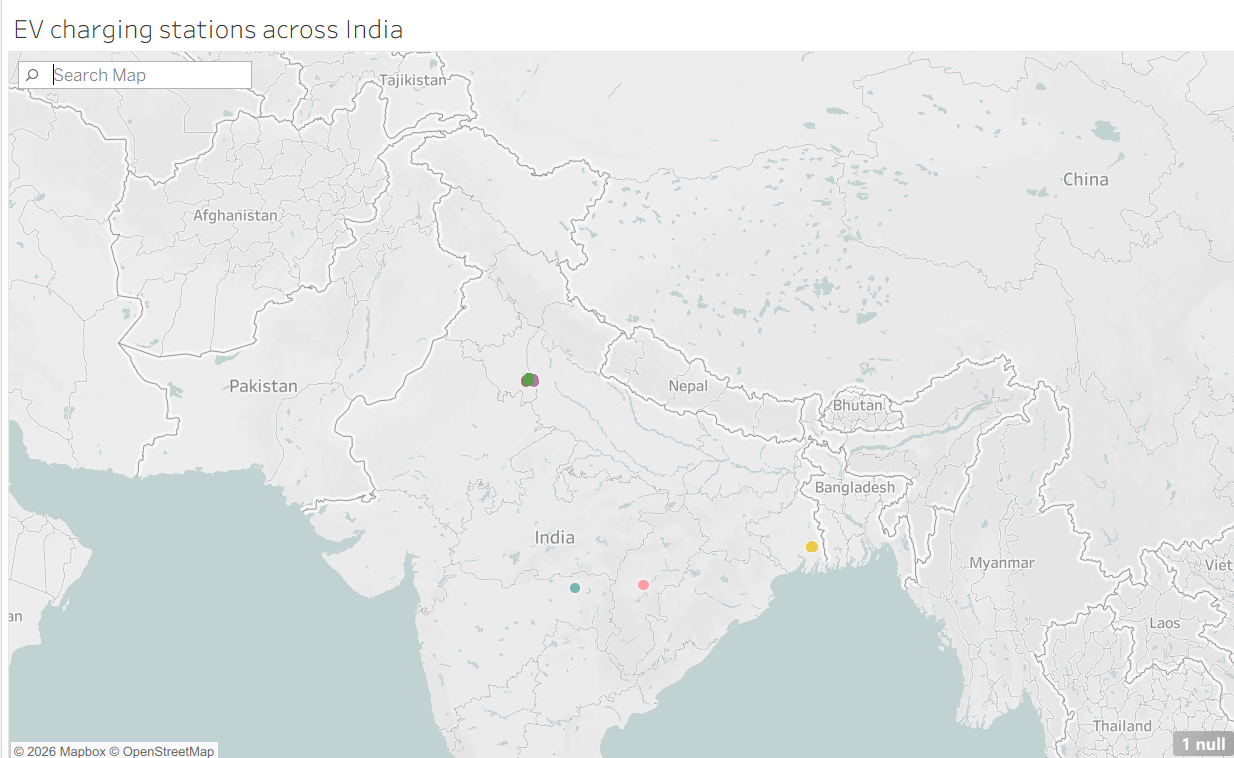 EV charging stations across India
Search Map
Tajikistan
China
Afghanistan
Pakistan
Nepal
Bhutan
Bangladesh
India
Myanmar
Viet
an
Laos
Thailand
1 null
© 2026 Mapbox © OpenStreetMap